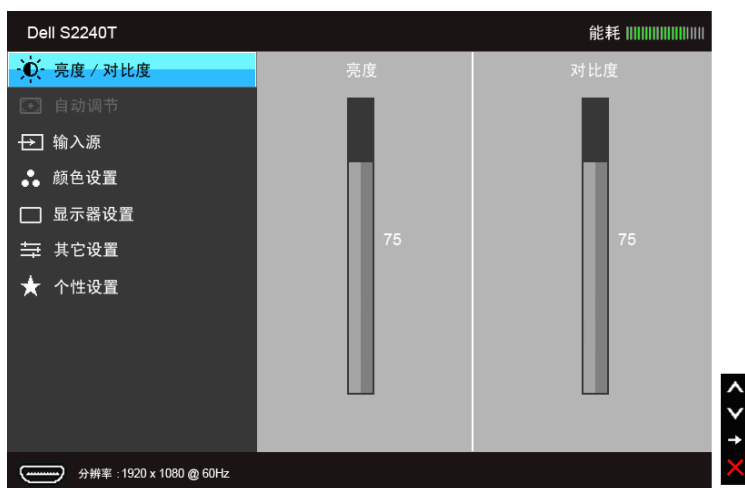 Dell S2240T
能耗
亮度 / 对比度
自动调节
输入源
颜色设置
显示器设置
其它设置
个性设置
亮度
对比度
75
75
分辨率 : 1920 x 1080 @ 60Hz